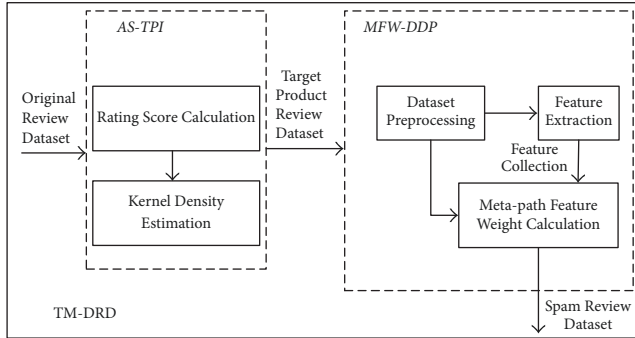 AS-TPI
MFW-DDP
Original
Review
Dataset
Rating Score Calculation
Kernel Density
Estimation
Target
Product
Review
Dataset
Dataset
Preprocessing
Feature
Extraction
Feature
Collection
Meta-path Feature
Weight Calculation
TM-DRD
Spam Review
Dataset